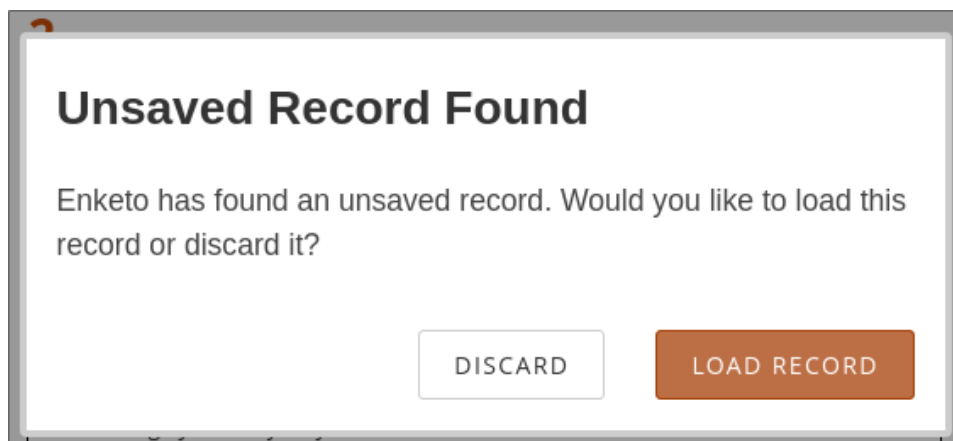 Unsaved Record Found
Enketo has found an unsaved record. Would you like to load this
record or discard it?
DISCARD
LOAD RECORD